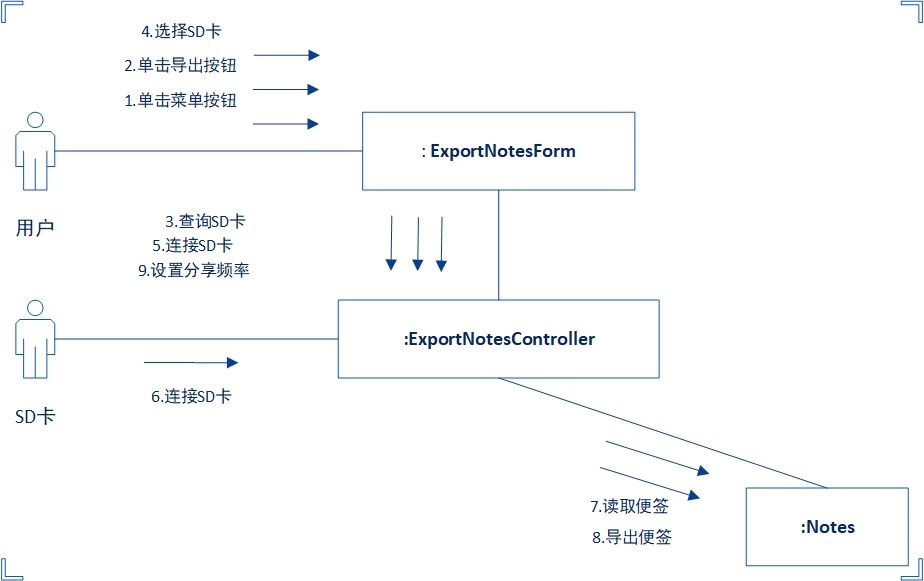 4.选择SD卡
2.单击导出按钮
1.单击菜单按钮
: ExportNotesForm
用户
3.查询SD卡
5.连接SD卡
9.设置分享频率
:ExportNotesController
6.连接SD卡
SD卡
7.读取便签
8.导出便签
:Notes